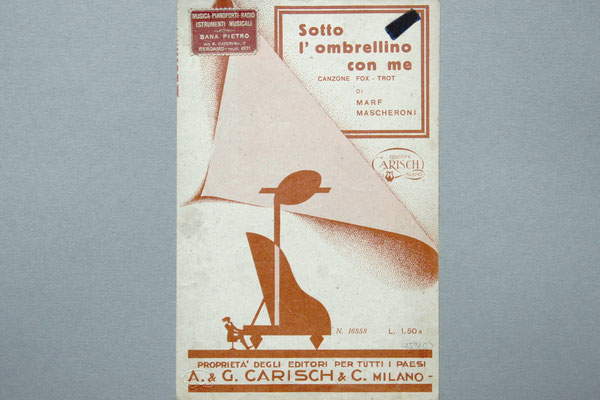 MUSICA-PIANOFORTI-RADIO
ISTRUMENTI MUSICALI
SANA PIETRO
BERGAMO
Sotto
l'ombrellino
con me
CANZONE FOX-TROT
DI
MARF
MASCHERONI
EDIZIONI
CARISCH
MILANO
N. 16558
L. 1.50
PROPRIETA' DEGLI EDITORI PER TUTTI I PAESI
A. & G. CARISCH & C. MILANO -